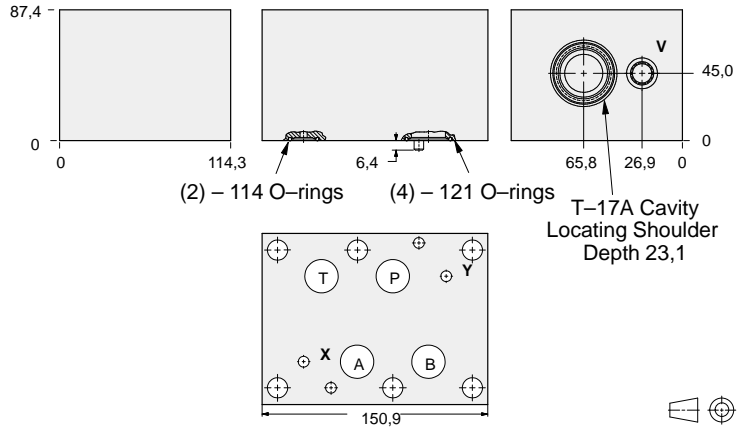 87,4
0
0
114,3
6,4
V
45,0
0
65,8
26,9
0
(2) – 114 O–rings
(4) – 121 O–rings
T–17A Cavity
Locating Shoulder
Depth 23,1
T
P
Y
X
A
B
150,9